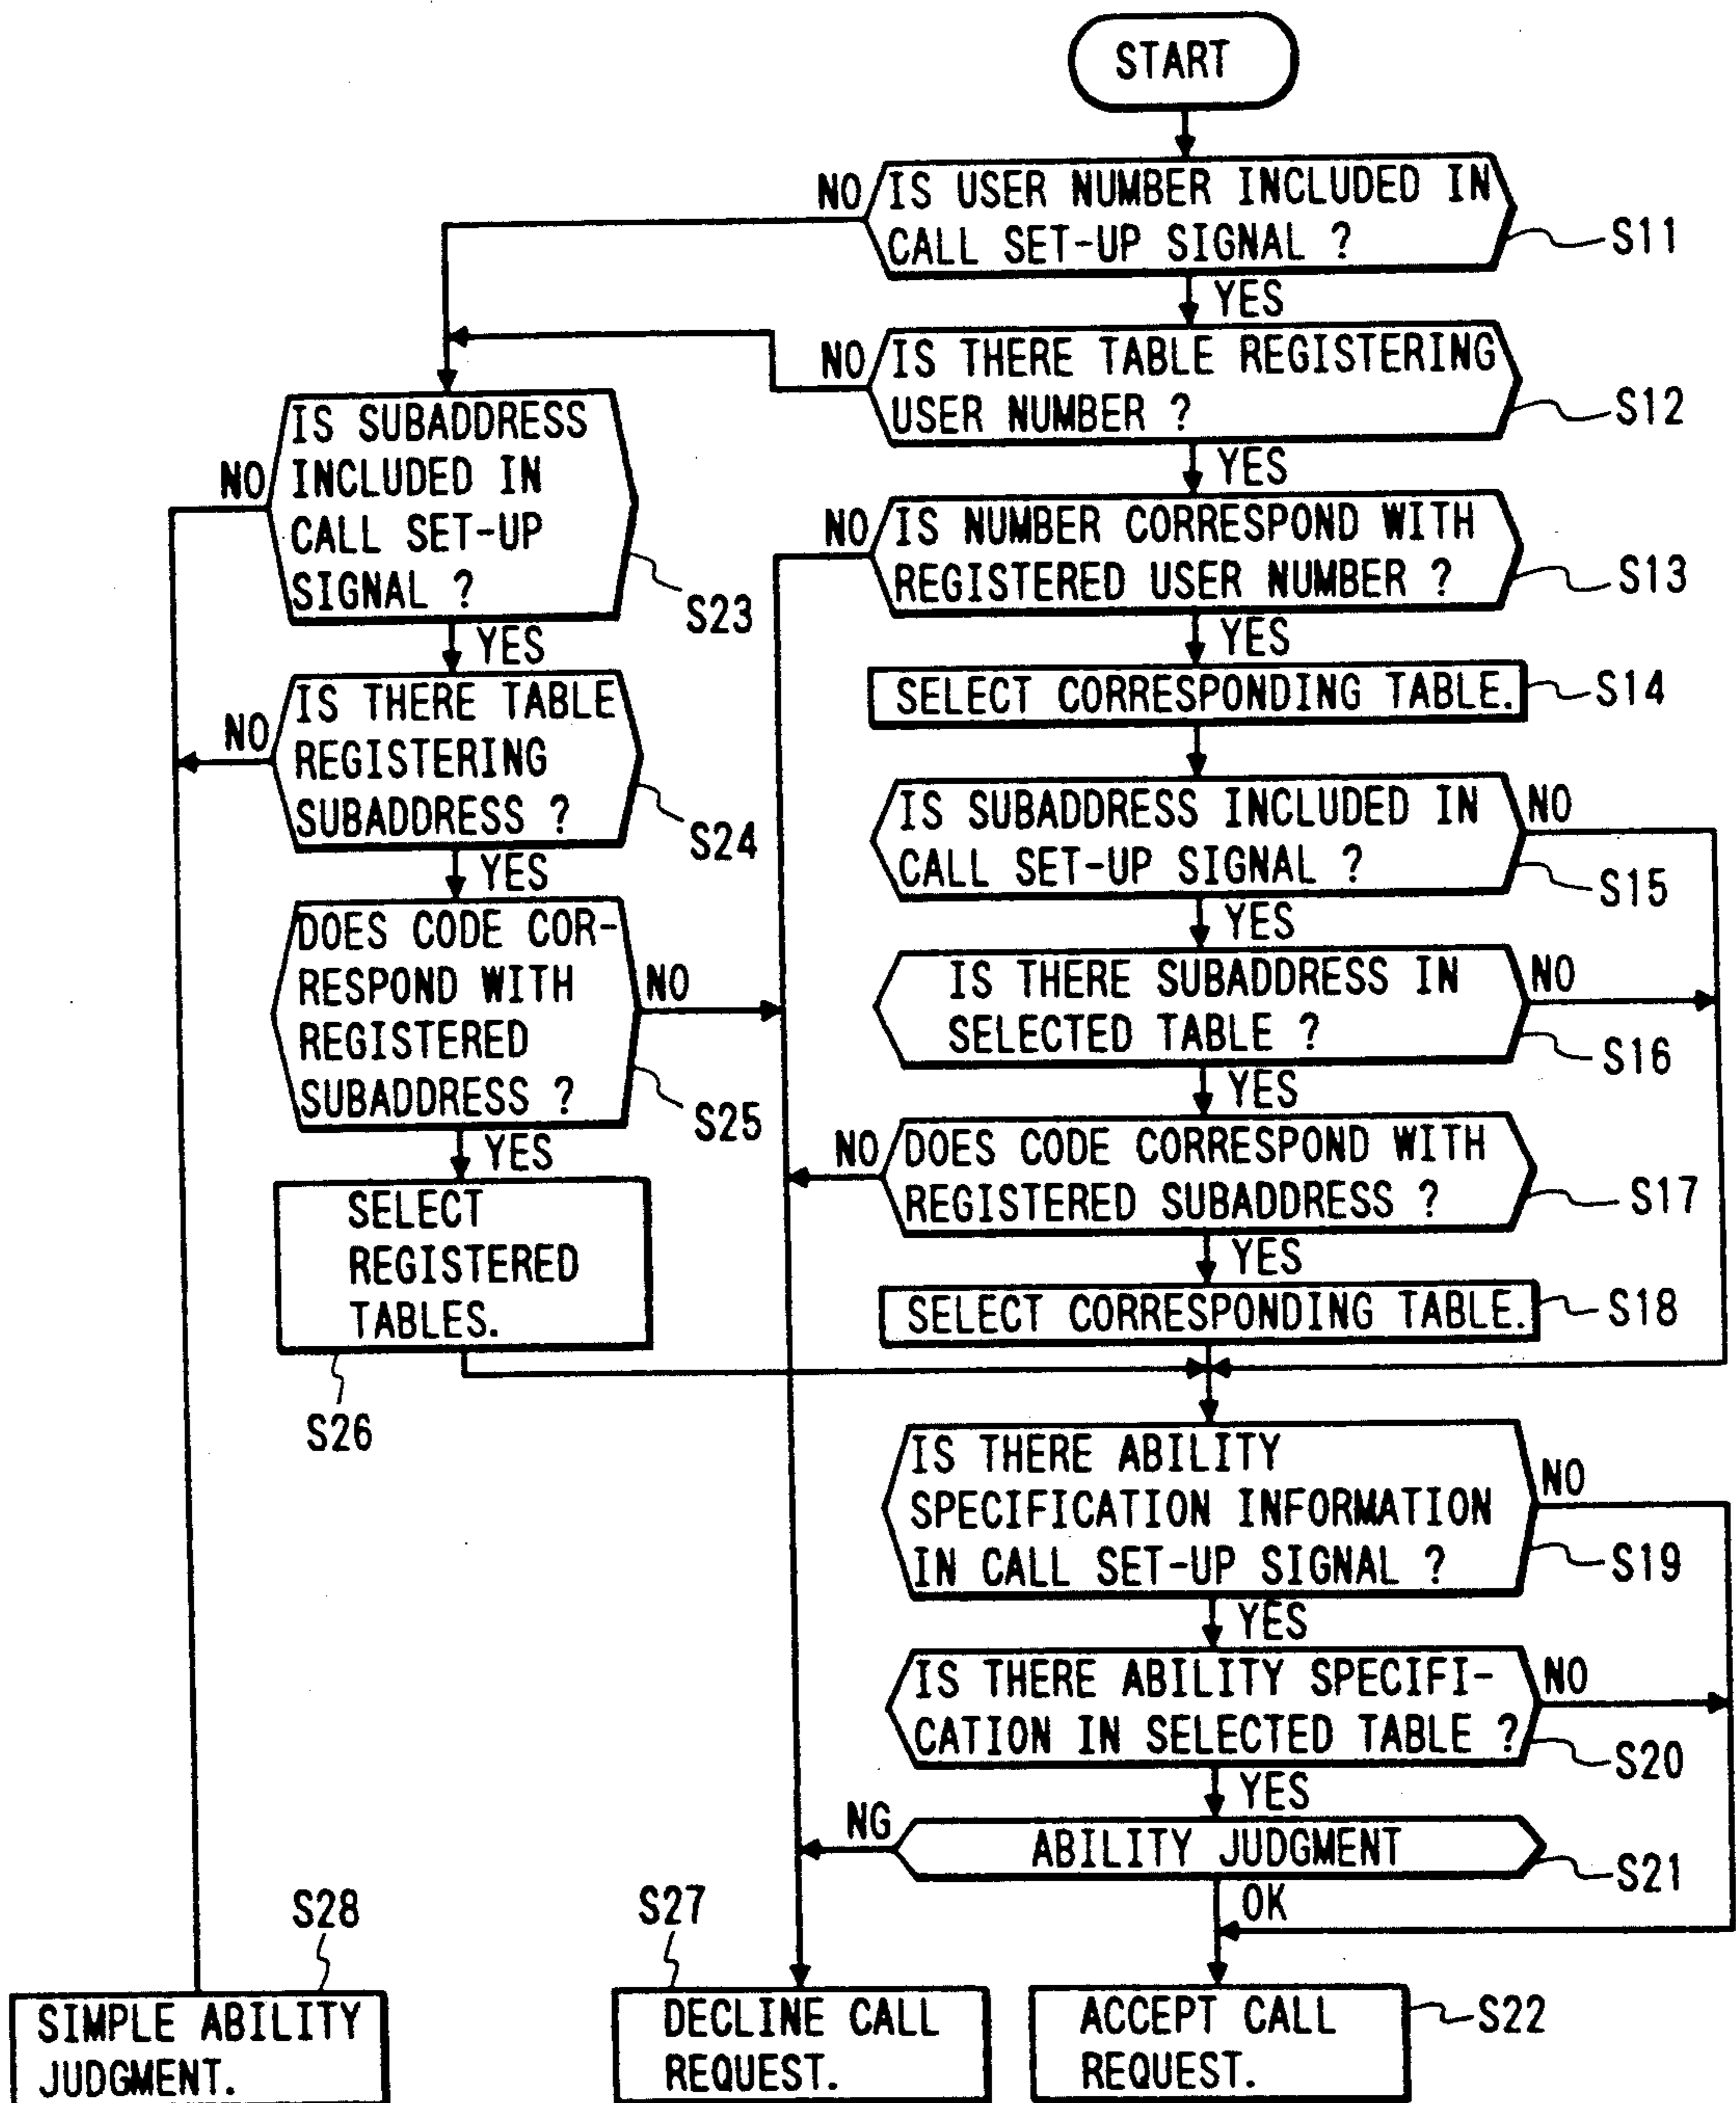 START
NO
IS USER NUMBER INCLUDED IN
CALL SET-UP SIGNAL ?
S11
YES
NO
IS THERE TABLE REGISTERING
USER NUMBER ?
S12
YES
NO
IS NUMBER CORRESPOND WITH
REGISTERED USER NUMBER ?
S13
YES
SELECT CORRESPONDING TABLE.
S14
IS SUBADDRESS INCLUDED IN
CALL SET-UP SIGNAL ?
NO
S15
YES
IS THERE SUBADDRESS IN
SELECTED TABLE ?
NO
S16
YES
NO
DOES CODE CORRESPOND WITH
REGISTERED SUBADDRESS ?
S17
YES
SELECT CORRESPONDING TABLE.
S18
IS SUBADDRESS
INCLUDED IN
CALL SET-UP
SIGNAL ?
NO
S23
YES
IS THERE TABLE
REGISTERING
SUBADDRESS ?
NO
S24
YES
DOES CODE COR-
RESPOND WITH
REGISTERED
SUBADDRESS ?
NO
S25
YES
SELECT
REGISTERED
TABLES.
S26
IS THERE ABILITY
SPECIFICATION INFORMATION
IN CALL SET-UP SIGNAL ?
NO
S19
YES
IS THERE ABILITY SPECIFI-
CATION IN SELECTED TABLE ?
NO
S20
YES
NG
ABILITY JUDGMENT
S21
OK
S28
SIMPLE ABILITY
JUDGMENT.
S27
DECLINE CALL
REQUEST.
ACCEPT CALL
REQUEST.
S22